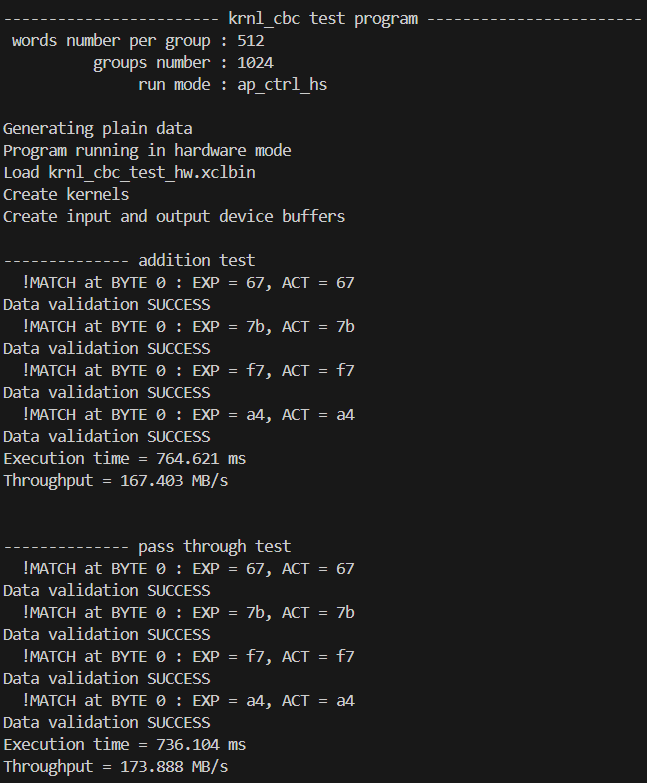 ------------------------ krnl_cbc test program ------------------------
words number per group : 512
groups number : 1024
run mode : ap_ctrl_hs
Generating plain data
Program running in hardware mode
Load krnl_cbc_test_hw.xclbin
Create kernels
Create input and output device buffers
-------------- addition test
!MATCH at BYTE 0 : EXP = 67, ACT = 67
Data validation SUCCESS
!MATCH at BYTE 0 : EXP = 7b, ACT = 7b
Data validation SUCCESS
!MATCH at BYTE 0 : EXP = f7, ACT = f7
Data validation SUCCESS
!MATCH at BYTE 0 : EXP = a4, ACT = a4
Data validation SUCCESS
Execution time = 764.621 ms
Throughput = 167.403 MB/s
-------------- pass through test
!MATCH at BYTE 0 : EXP = 67, ACT = 67
Data validation SUCCESS
!MATCH at BYTE 0 : EXP = 7b, ACT = 7b
Data validation SUCCESS
!MATCH at BYTE 0 : EXP = f7, ACT = f7
Data validation SUCCESS
!MATCH at BYTE 0 : EXP = a4, ACT = a4
Data validation SUCCESS
Execution time = 736.104 ms
Throughput = 173.888 MB/s